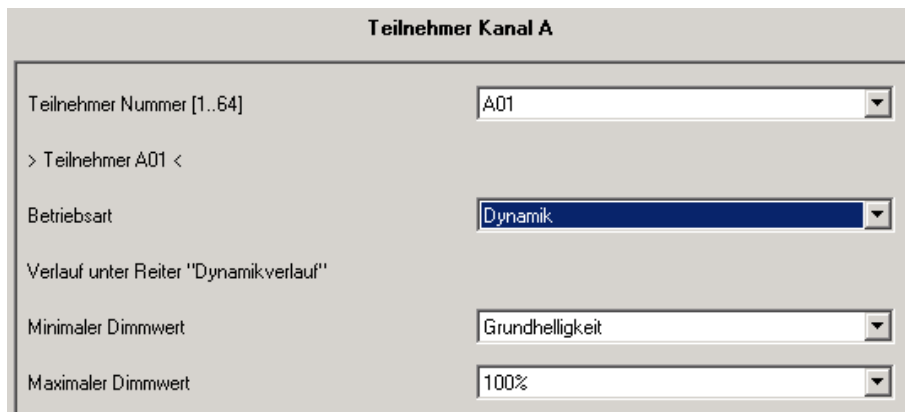 Teilnehmer Kanal A
Teilnehmer Nummer [1..64] A01
> Teilnehmer A01 <
Betriebsart Dynamik
Verlauf unter Reiter "Dynamikverlauf"
Minimaler Dimmwert Grundhelligkeit
Maximaler Dimmwert 100%